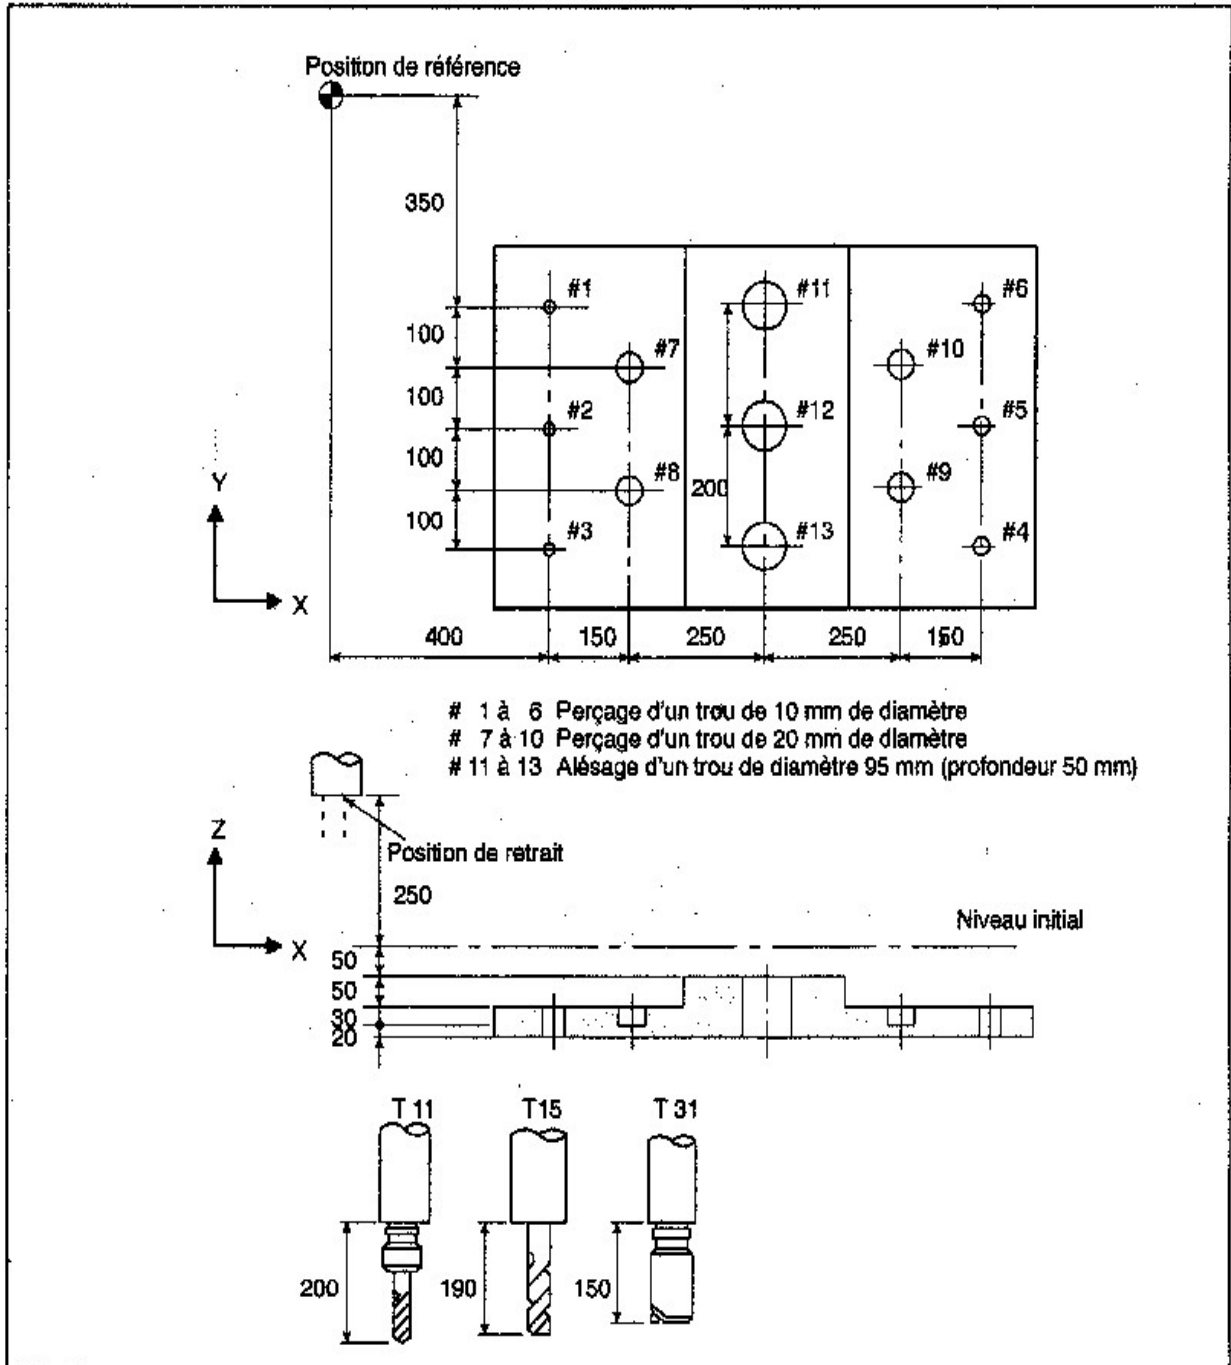 Position de référence
350
#1
#11
#6
100
#7
#10
100
#2
#12
#5
100
#8
200
#9
Y
100
#3
#13
#4
X
400
150
250
250
150
# 1 à 6 Perçage d'un trou de 10 mm de diamètre
# 7 à 10 Perçage d'un trou de 20 mm de diamètre
# 11 à 13 Alésage d'un trou de diamètre 95 mm (profondeur 50 mm)
Z
Position de retrait
250
Niveau initial
X
50
50
30
20
T 11
T15
T 31
200
190
150